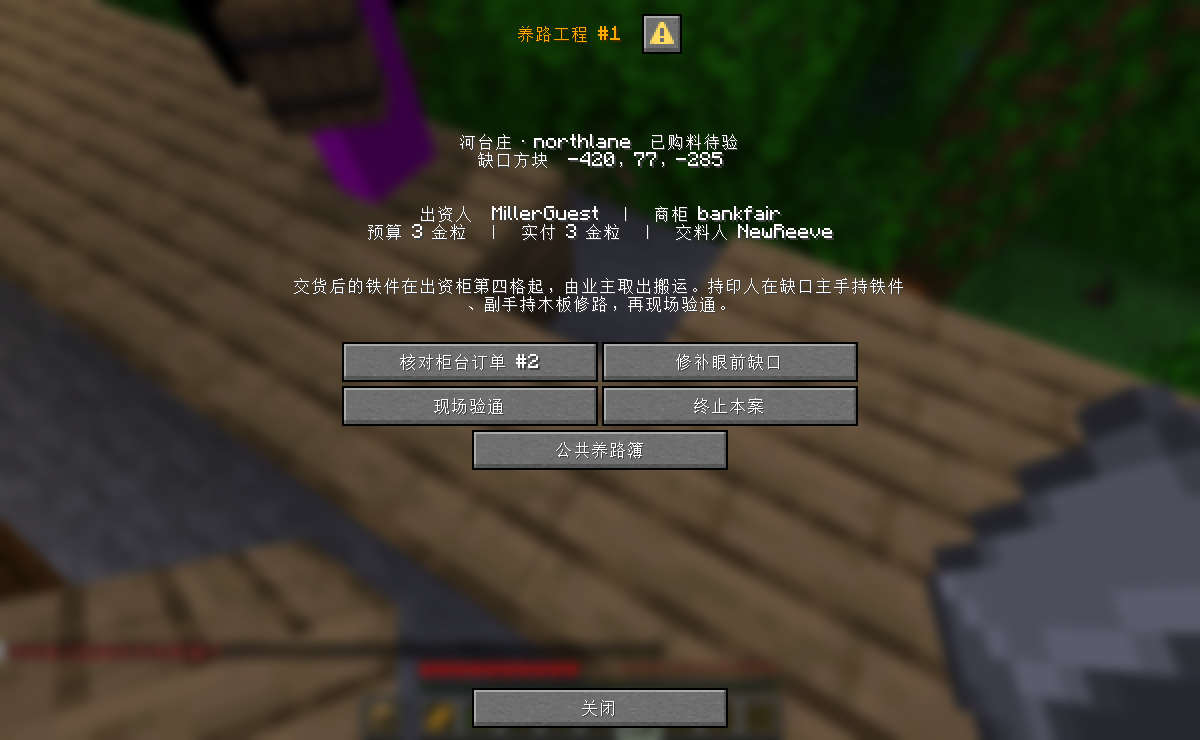 养路工程 #1
河台庄 · northlane 已购料待验
缺口方块 -420, 77, -285
出资人 MillerGuest | 商柜 bankfair
预算 3 金粒 | 实付 3 金粒 | 交料人 NewReeve
交货后的铁件在出资柜第四格起，由业主取出搬运。持印人在缺口主手持铁件
、副手持木板修路，再现场验通。
核对柜台订单 #2
修补眼前缺口
现场验通
终止本案
公共养路簿
关闭